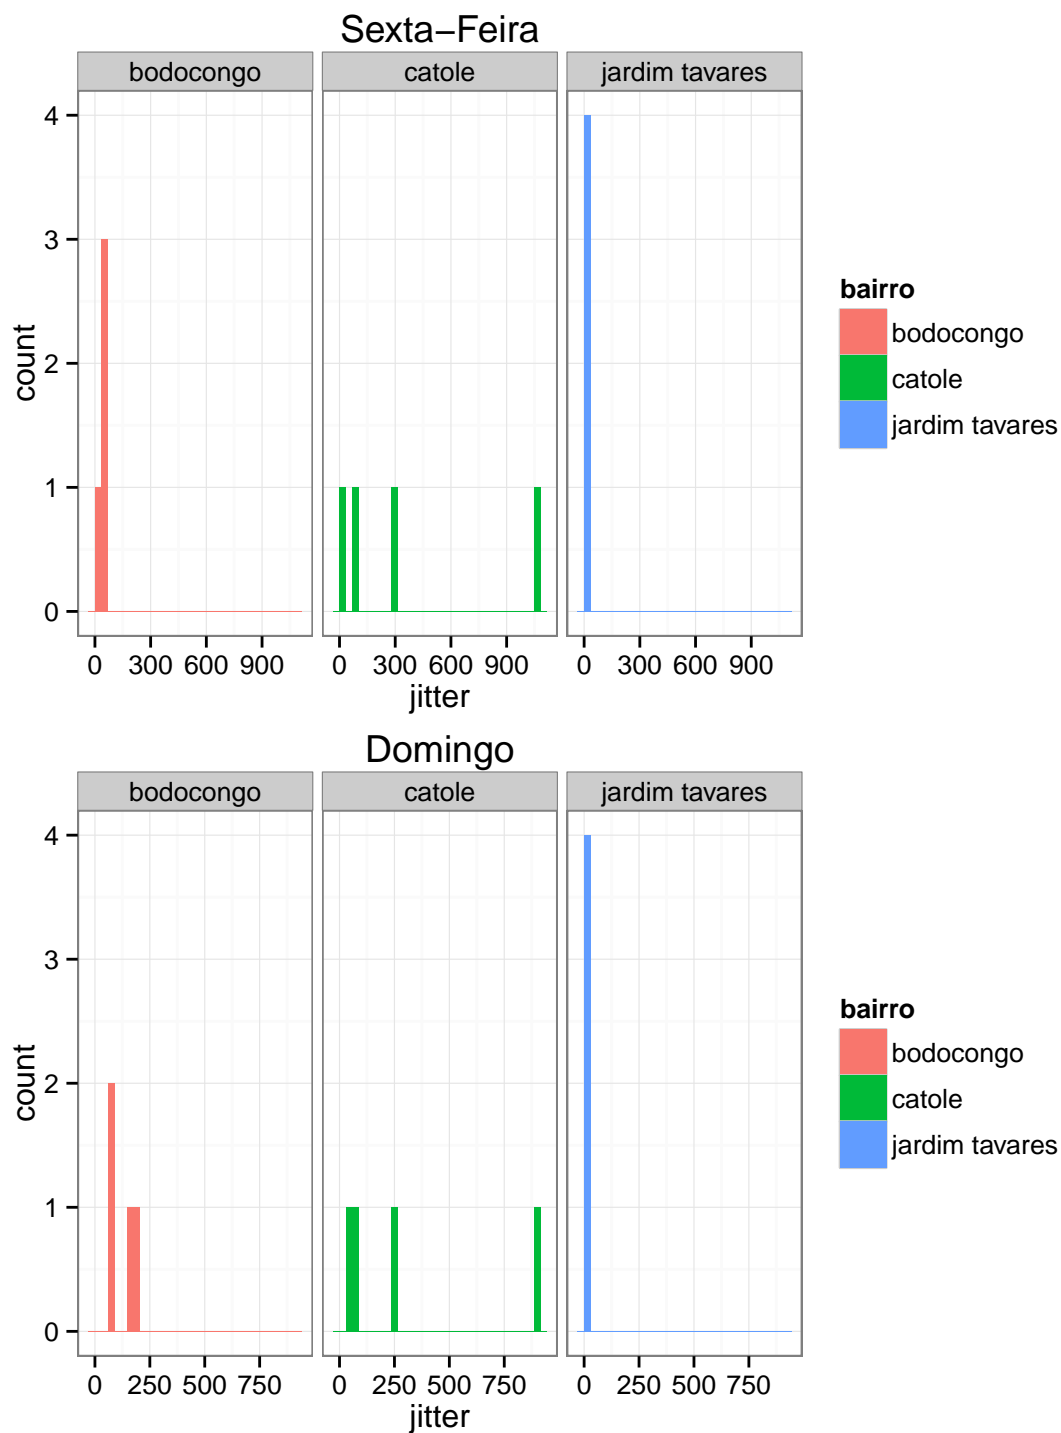 Sexta−Feira
bodocongo catole jardim tavares
4
3
2
1
0
count
0 300 600 900 0 300 600 900 0 300 600 900
jitter
bairro
bodocongo
catole
jardim tavares
Domingo
bodocongo catole jardim tavares
4
3
2
1
0
count
0 250 500 750 0 250 500 750 0 250 500 750
jitter
bairro
bodocongo
catole
jardim tavares